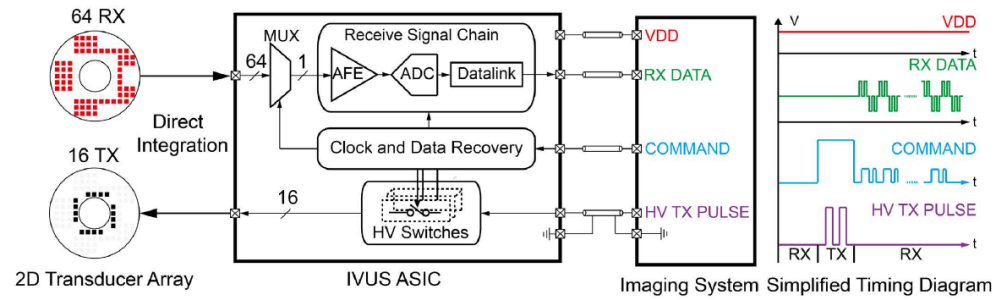 64 RX
Direct
Integration
16 TX
2D Transducer Array
MUX
64
1
Receive Signal Chain
AFE
ADC
Datalink
Clock and Data Recovery
16
HV Switches
IVUS ASIC
VDD
RX DATA
COMMAND
HV TX PULSE
Imaging System
V
VDD
t
RX DATA
t
COMMAND
t
HV TX PULSE
t
RX TX RX
Simplified Timing Diagram